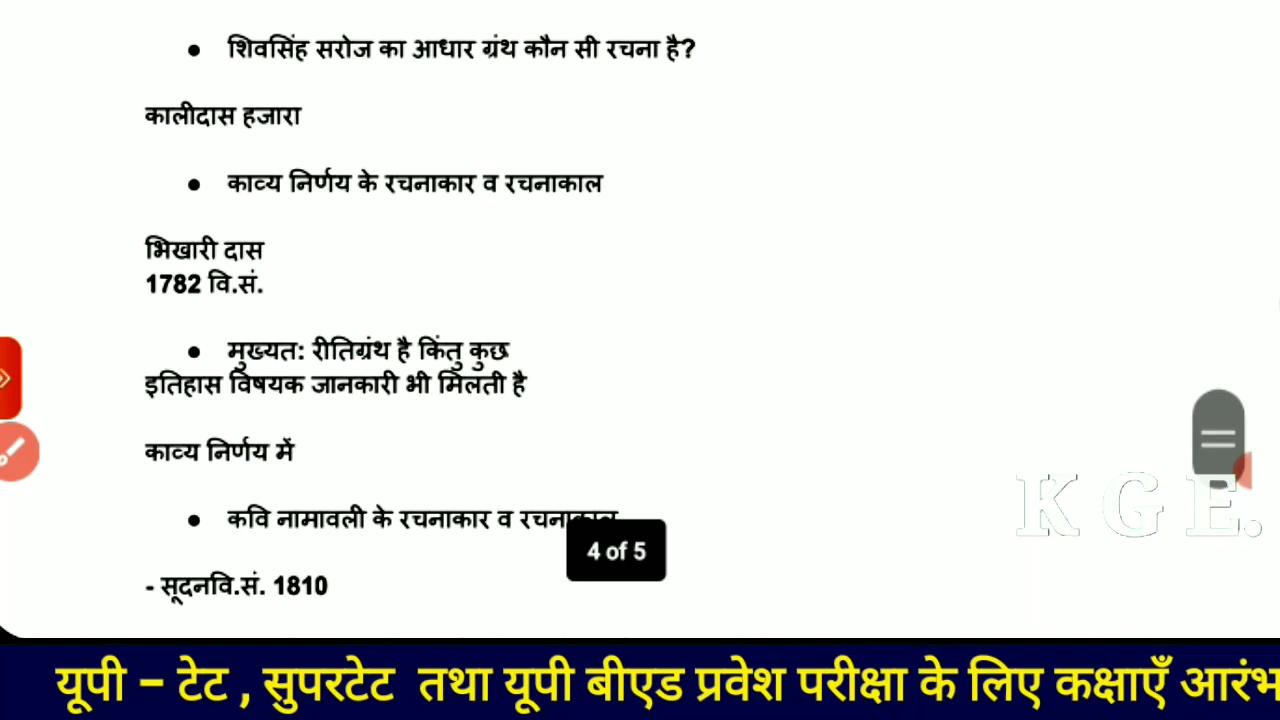 ● शिवसिंह सरोज का आधार ग्रंथ कौन सी रचना है?
कालीदास हजारा
● काव्य निर्णय के रचनाकार व रचनाकाल
भिखारी दास
1782 वि.सं.
● मुख्यत: रीतिग्रंथ है किंतु कुछ
इतिहास विषयक जानकारी भी मिलती है
काव्य निर्णय में
● कवि नामावली के रचनाकार व रचनाकाल
4 of 5
- सूदनवि.सं. 1810
K G E.
यूपी – टेट , सुपरटेट तथा यूपी बीएड प्रवेश परीक्षा के लिए कक्षाएँ आरंभ